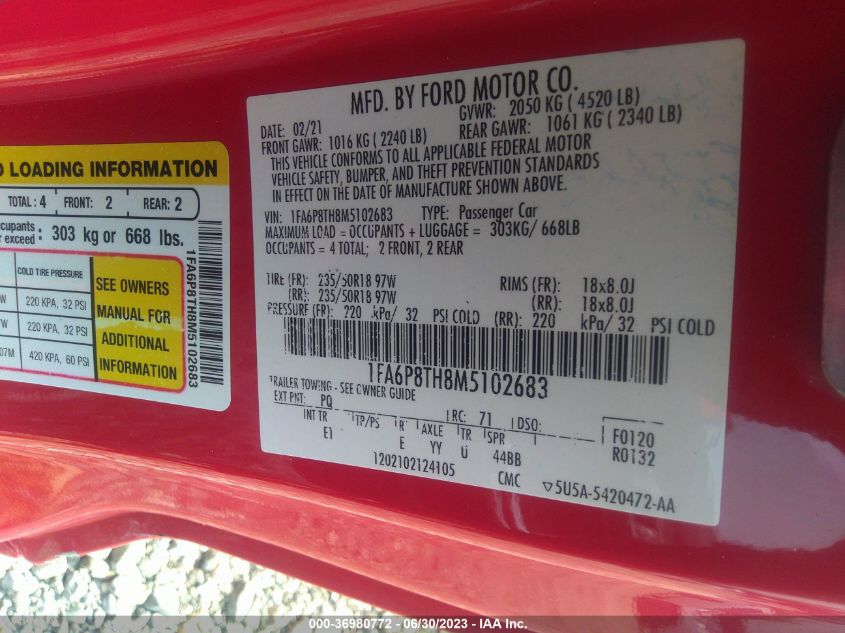 LOADING INFORMATION
TOTAL: 4 FRONT: 2 REAR: 2
exceed: 303 kg or 668 lbs.
COLD TIRE PRESSURE
220 KPA, 32 PSI
220 KPA, 32 PSI
420 KPA, 60 PSI
SEE OWNERS
MANUAL FOR
ADDITIONAL
INFORMATION
1FA6P8TH8M5102683
MFD. BY FORD MOTOR CO.
DATE: 02/21 GVWR: 2050 KG ( 4520 LB)
FRONT GAWR: 1016 KG ( 2240 LB) REAR GAWR: 1061 KG ( 2340 LB)
THIS VEHICLE CONFORMS TO ALL APPLICABLE FEDERAL MOTOR
VEHICLE SAFETY, BUMPER, AND THEFT PREVENTION STANDARDS
IN EFFECT ON THE DATE OF MANUFACTURE SHOWN ABOVE.
VIN: 1FA6P8TH8M5102683 TYPE: Passenger Car
MAXIMUM LOAD = OCCUPANTS + LUGGAGE = 303KG/ 668LB
OCCUPANTS = 4 TOTAL; 2 FRONT, 2 REAR
TIRE (FR): 235/50R18 97W RIMS (FR): 18x8.0J
(RR): 235/50R18 97W (RR): 18x8.0J
PRESSURE (FR): 220 kPa/ 32 PSI COLD (RR): 220 kPa/ 32 PSI COLD
1FA6P8TH8M5102683
TRAILER TOWING - SEE OWNER GUIDE
EXT PNT: PQ RC: 71 DSO: F0120
INT TR TP/PS R AXLE TR SPR R0132
E1 E YY U 44BB
1202102124105 CMC ▽5U5A-5420472-AA
000-36980772 - 06/30/2023 - IAA Inc.